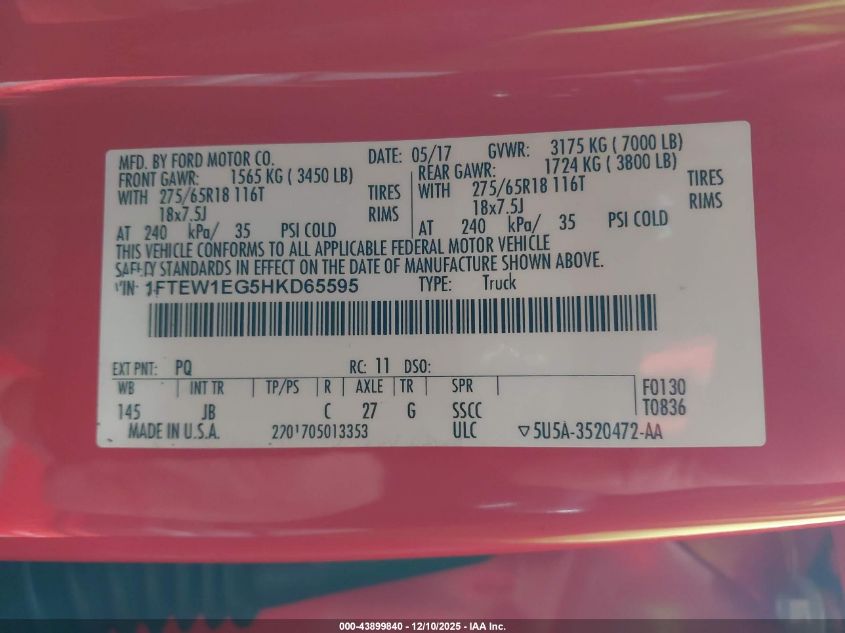 MFD. BY FORD MOTOR CO. DATE: 05/17 GVWR: 3175 KG ( 7000 LB)
FRONT GAWR: 1565 KG ( 3450 LB) REAR GAWR: 1724 KG ( 3800 LB)
WITH 275/65R18 116T TIRES WITH 275/65R18 116T TIRES
18x7.5J RIMS 18x7.5J RIMS
AT 240 kPa/ 35 PSI COLD AT 240 kPa/ 35 PSI COLD
THIS VEHICLE CONFORMS TO ALL APPLICABLE FEDERAL MOTOR VEHICLE
SAFETY STANDARDS IN EFFECT ON THE DATE OF MANUFACTURE SHOWN ABOVE.
VIN: 1FTEW1EG5HKD65595 TYPE: Truck
EXT PNT: PQ RC: 11 DSO:
WB INT TR TP/PS R AXLE TR SPR F0130
145 JB C 27 G SSCC T0836
MADE IN U.S.A. 2701705013353 ULC ▽5U5A-3520472-AA
000-43899840 - 12/10/2025 - IAA Inc.